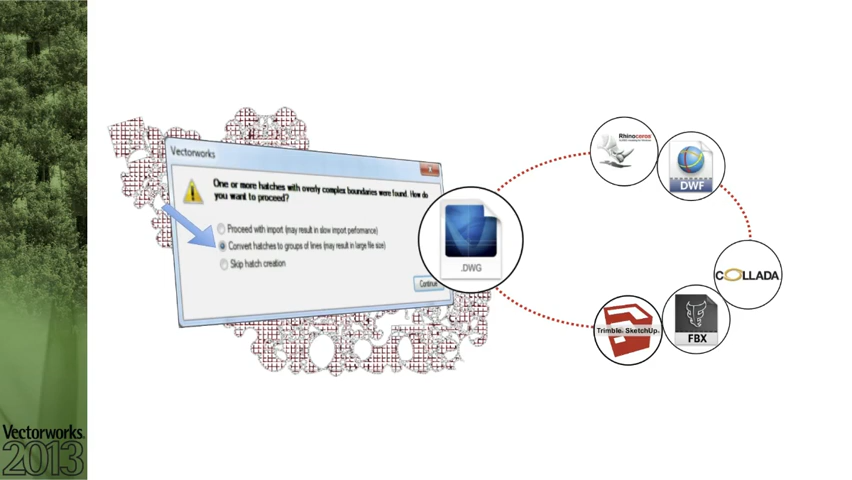 Vectorworks
One or more hatches with overly complex boundaries were found. How do
you want to proceed?
Proceed with import (may result in slow import performance)
Convert hatches to groups of lines (may result in large file size)
Skip hatch creation
Continue
.DWG
Rhinoceros
DWF
COLLADA
Trimble. SketchUp.
FBX
Vectorworks.
2013